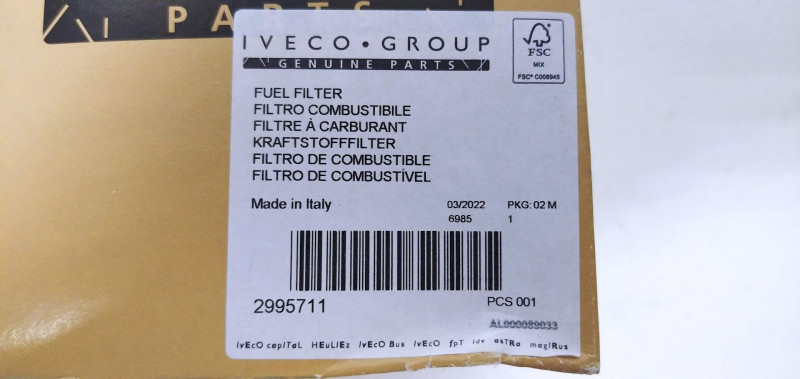 PARTS
IVECO • GROUP
GENUINE PARTS
FSC
MIX
FSC® C008945
FUEL FILTER
FILTRO COMBUSTIBILE
FILTRE À CARBURANT
KRAFTSTOFFFILTER
FILTRO DE COMBUSTIBLE
FILTRO DE COMBUSTÍVEL
Made in Italy 03/2022 PKG: 02 M
6985 1
2995711 PCS 001
AL000089033
IvEcO capITaL HEuLIEz IvEcO Bus IvEcO fpT idv asTRa magIRus